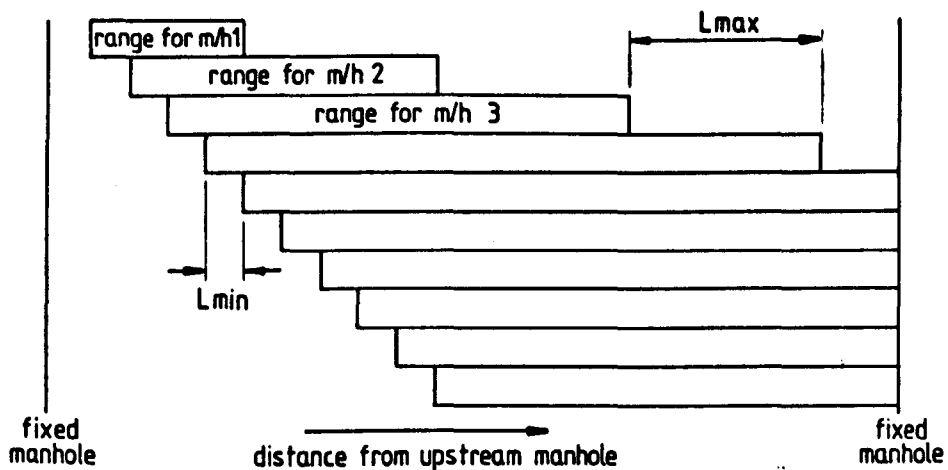 Lmax
range for m/h1
range for m/h 2
range for m/h 3
Lmin
fixed
manhole
distance from upstream manhole
fixed
manhole